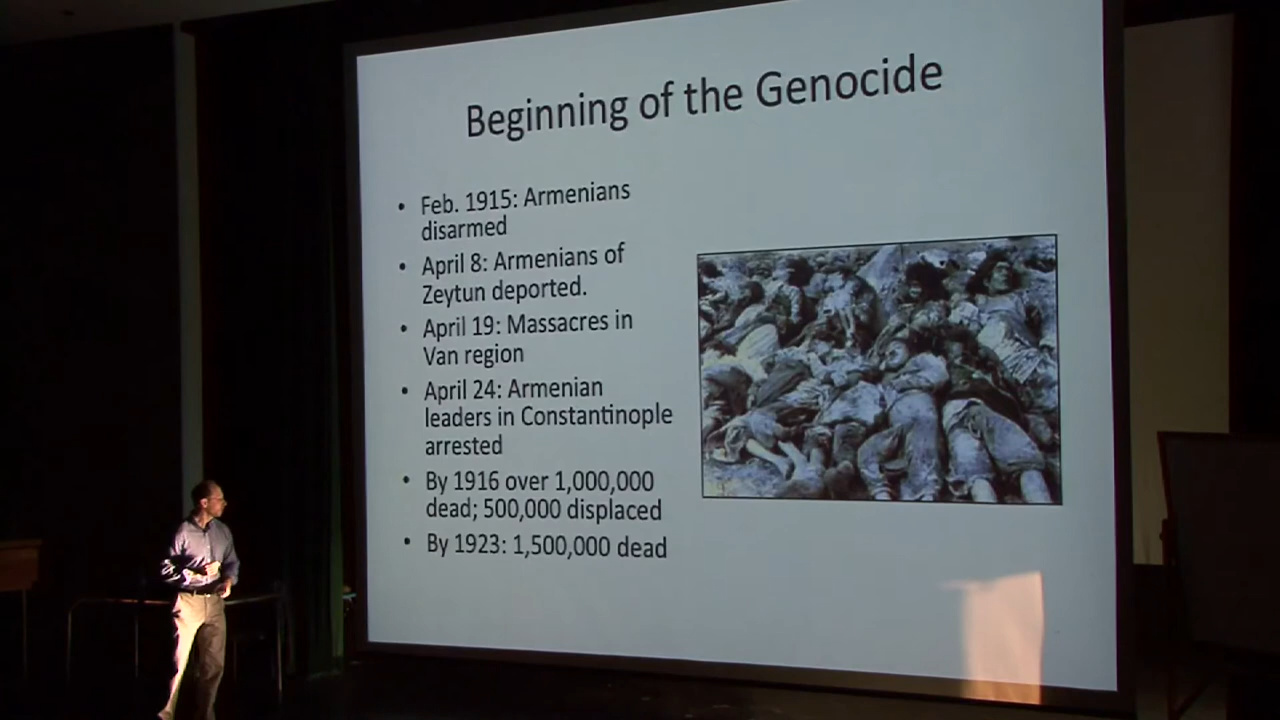 Beginning of the Genocide
• Feb. 1915: Armenians
disarmed
• April 8: Armenians of
Zeytun deported.
• April 19: Massacres in
Van region
• April 24: Armenian
leaders in Constantinople
arrested
• By 1916 over 1,000,000
dead; 500,000 displaced
• By 1923: 1,500,000 dead